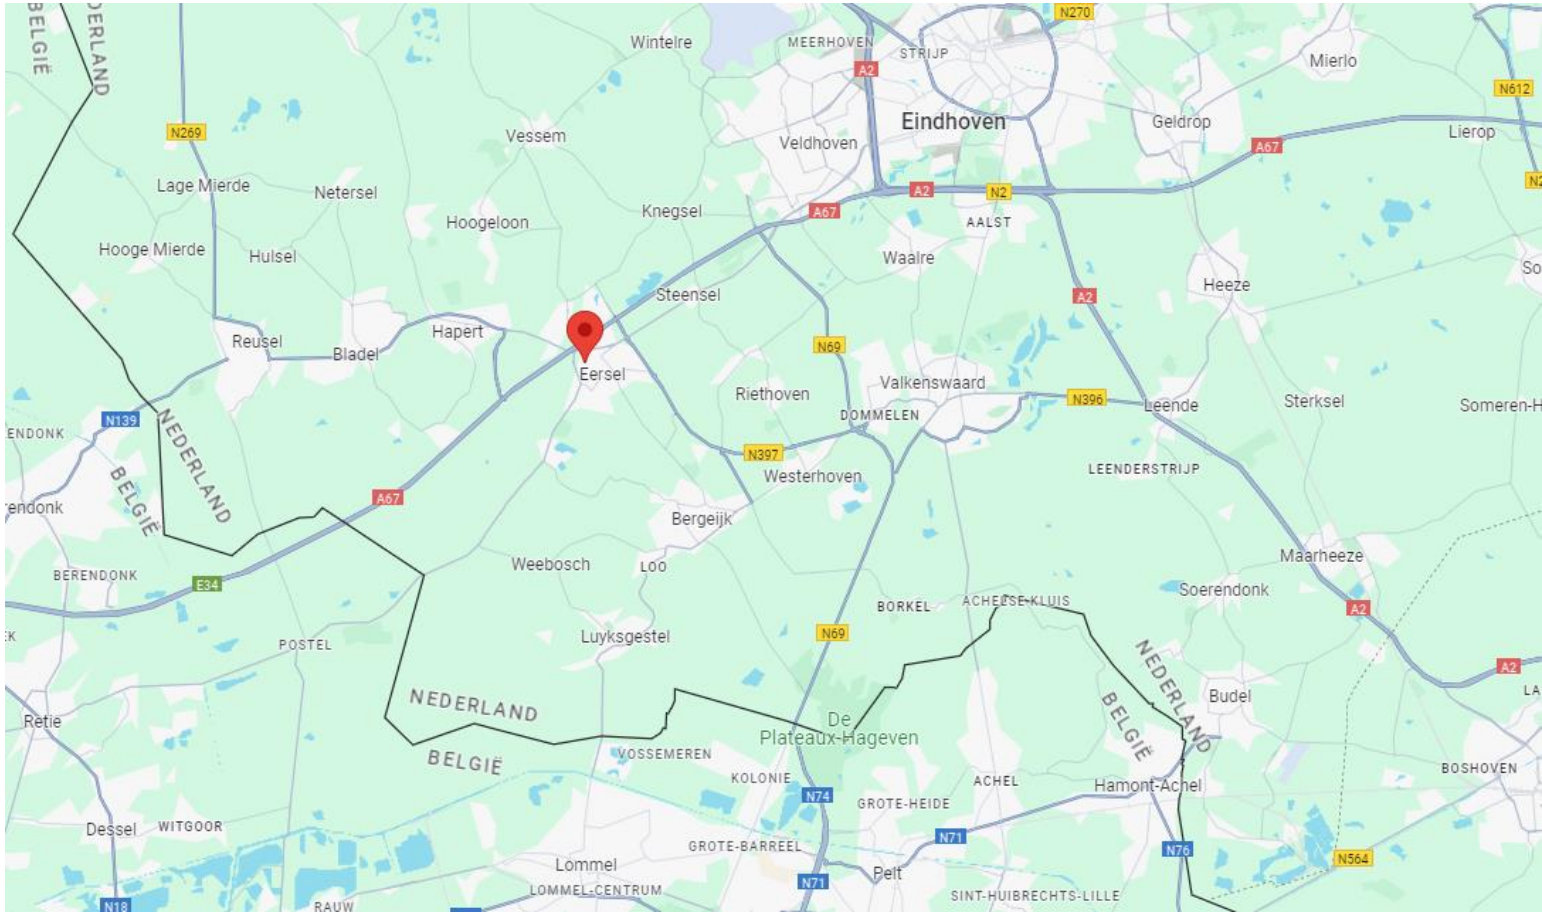 BELGIË
DERLAND
N269
Lage Mierde
Netersel
Hooge Mierde
Hulsel
Reusel
Bladel
Hapert
Hoogeloon
Vessem
Wintelre
Knegsel
Steensel
Eersel
MEERHOVEN
STRIJP
A2
Veldhoven
Eindhoven
N270
Geldrop
Mierlo
N612
Lierop
A67
A67
A2
N2
AALST
Waalre
A2
Heeze
N69
Riethoven
Valkenswaard
DOMMELEN
N396
Leende
Sterksel
Someren-H
N397
Westerhoven
LEENDERSTRIJP
Bergeijk
N139
NEDERLAND
BELGIË
ENDONK
rendonk
BERENDONK
E34
A67
Weebosch
LOO
Luyksgestel
POSTEL
BORKEL
ACHELSE-KLUIS
N69
Soerendonk
Maarheeze
A2
A2
Budel
NEDERLAND
BELGIË
NEDERLAND
BELGIË
De
Plateaux-Hageven
Retie
Dessel
WITGOOR
VOSSEMEREN
KOLONIE
N74
GROTE-HEIDE
ACHEL
Hamont-Achel
BOSHOVEN
GROTE-BARREEL
N71
N76
N564
Lommel
LOMMEL-CENTRUM
N71
Pelt
SINT-HUIBRECHTS-LILLE
N18
RAUW